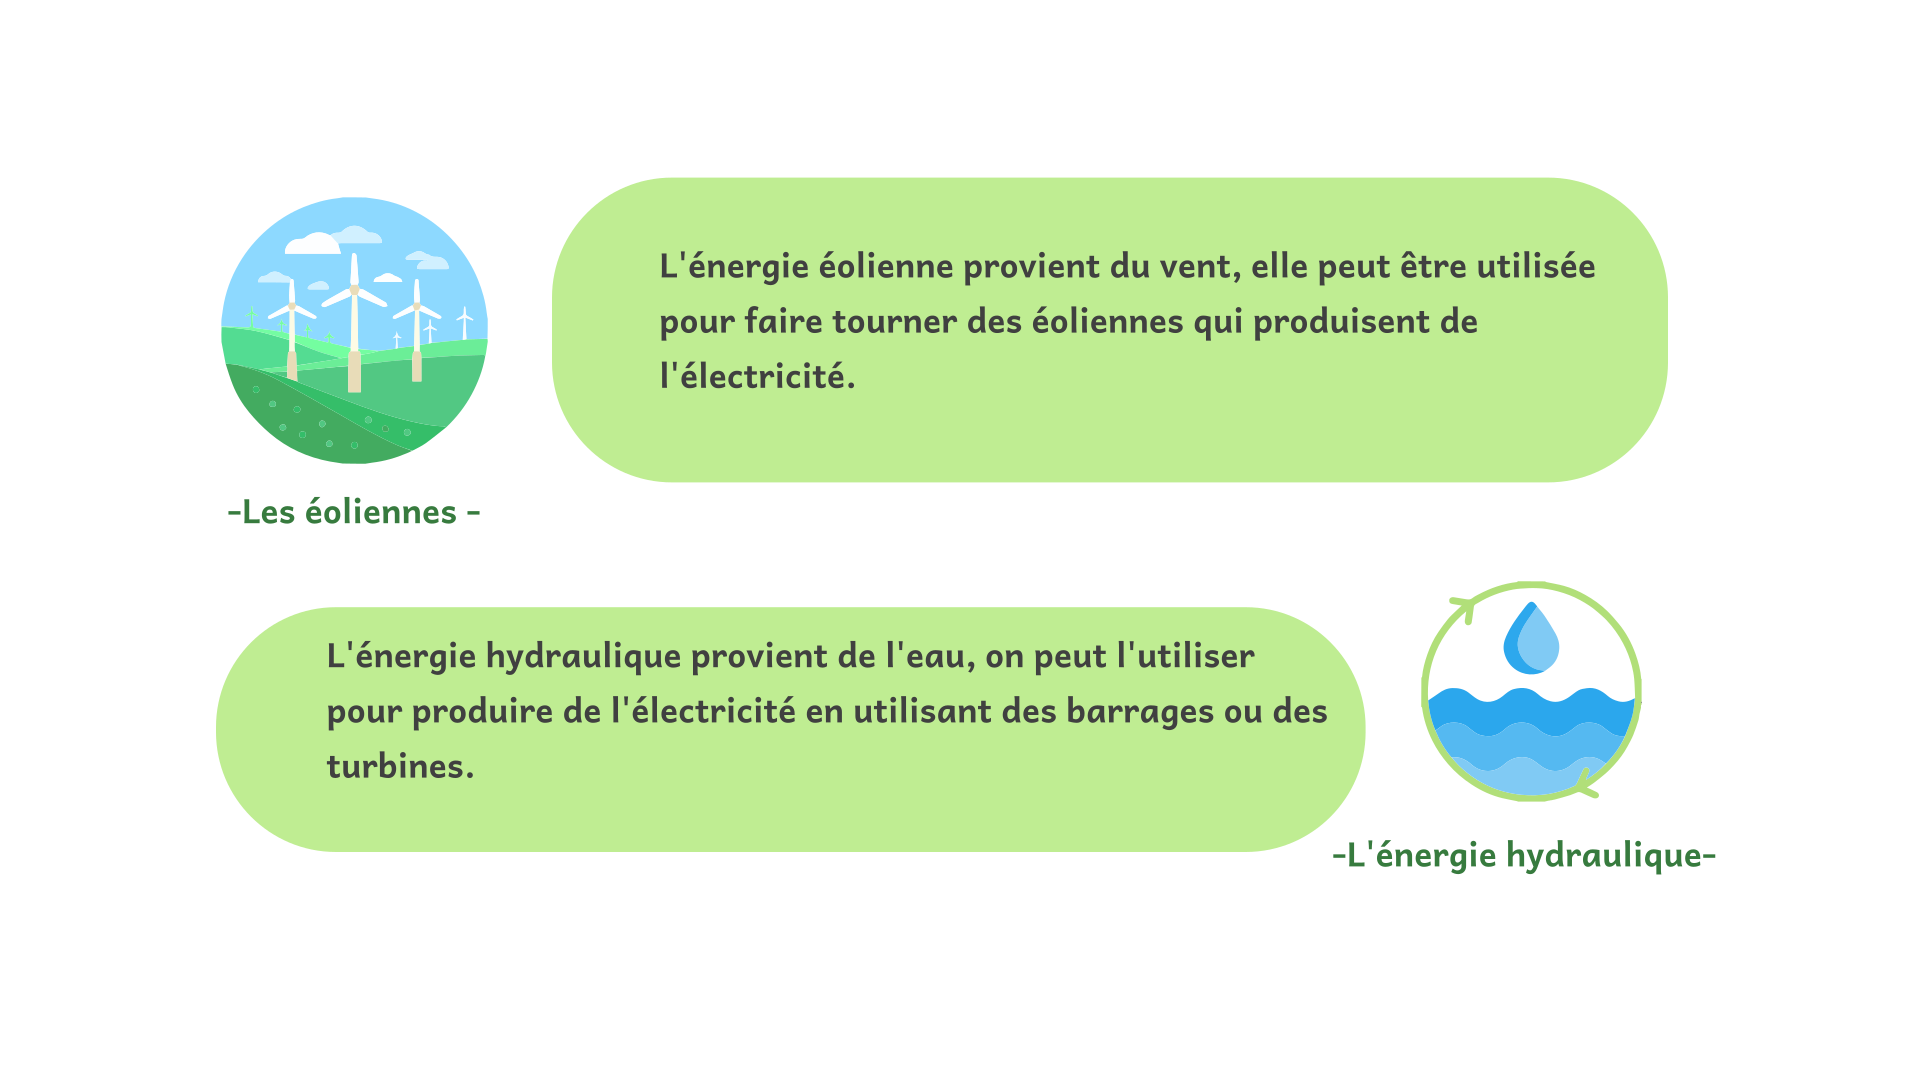 L'énergie éolienne provient du vent, elle peut être utilisée
pour faire tourner des éoliennes qui produisent de
l'électricité.
-Les éoliennes -
L'énergie hydraulique provient de l'eau, on peut l'utiliser
pour produire de l'électricité en utilisant des barrages ou des
turbines.
-L'énergie hydraulique-